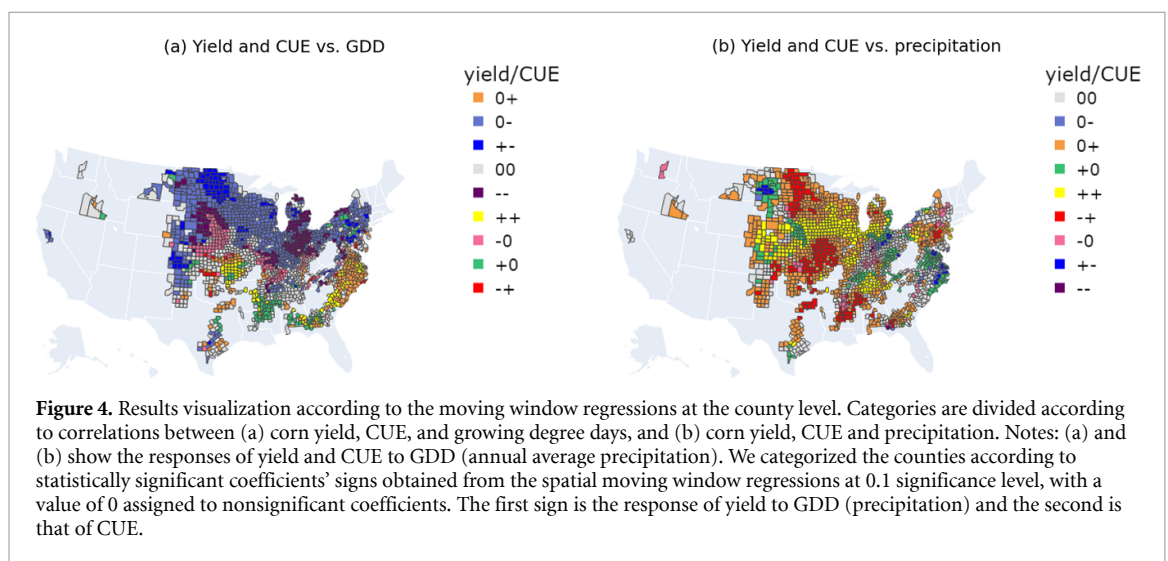 (a) Yield and CUE vs. GDD
yield/CUE
0+
0-
+-
00
--
++
-0
+0
-+
(b) Yield and CUE vs. precipitation
yield/CUE
00
0-
0+
+0
++
-+
-0
+-
--
Figure 4. Results visualization according to the moving window regressions at the county level. Categories are divided according
to correlations between (a) corn yield, CUE, and growing degree days, and (b) corn yield, CUE and precipitation. Notes: (a) and
(b) show the responses of yield and CUE to GDD (annual average precipitation). We categorized the counties according to
statistically significant coefficients' signs obtained from the spatial moving window regressions at 0.1 significance level, with a
value of 0 assigned to nonsignificant coefficients. The first sign is the response of yield to GDD (precipitation) and the second is
that of CUE.